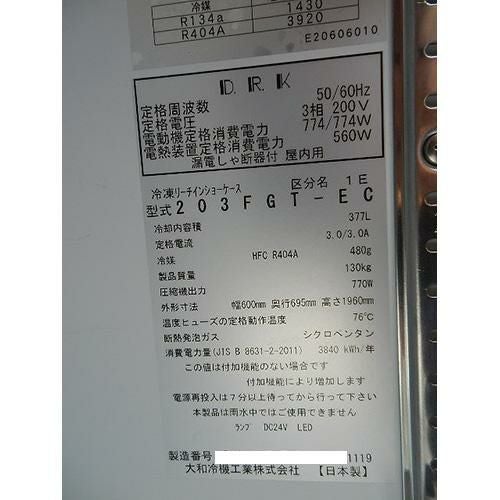 冷媒 1430
R134a 3920
R404A
E20606010
D.R.K
定格周波数 50/60Hz
定格電圧 3相 200V
電動機定格消費電力 774/774W
電熱装置定格消費電力 560W
漏電しゃ断器付 屋内用
冷凍リーチインショーケース 区分名 1E
型式 203FGT-EC
冷却内容積 377L
定格電流 3.0/3.0A
冷媒 HFC R404A 480g
製品質量 130kg
圧縮機出力 770W
外形寸法 幅600mm 奥行695mm 高さ1960mm
温度ヒューズの定格動作温度 76℃
断熱発泡ガス シクロペンタン
消費電力量(JIS B 8631-2-2011) 3840 kWh/年
この値は付加機能のない場合です
付加機能により増加します
電源再投入は7分以上待ってから行って下さい
本製品は雨水中ではご使用できません
ランプ DC24V LED
製造番号 1119
大和冷機工業株式会社 【日本製】